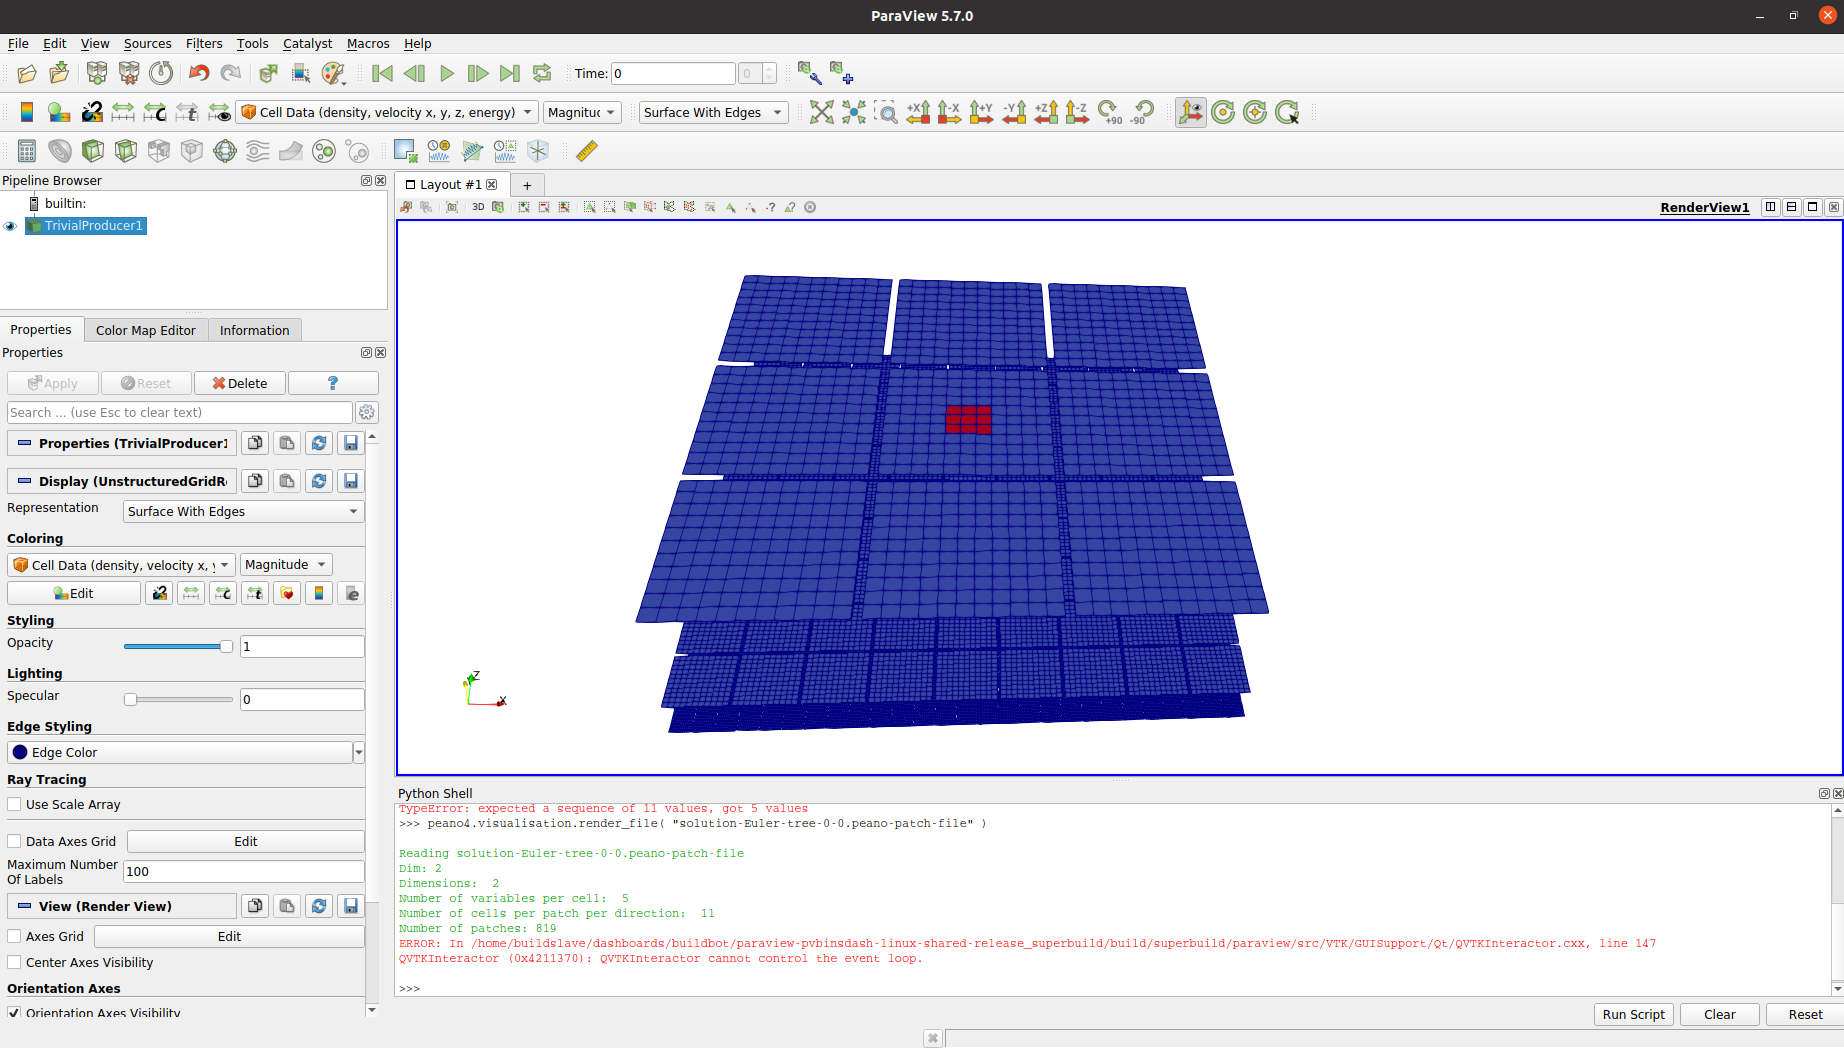 ParaView 5.7.0
File Edit View Sources Filters Tools Catalyst Macros Help
Time: 0 0
Cell Data (density, velocity x, y, z, energy) Magnituc Surface With Edges +X -X +Y -Y +Z -Z +90 -90
Pipeline Browser
builtin:
TrivialProducer1
Properties Color Map Editor Information
Properties
Apply Reset Delete ?
Search ... (use Esc to clear text)
Properties (TrivialProducer1
Display (UnstructuredGridR
Representation Surface With Edges
Coloring
Cell Data (density, velocity x, y Magnitude
Edit
Styling
Opacity 1
Lighting
Specular 0
Edge Styling
Edge Color
Ray Tracing
Use Scale Array
Data Axes Grid Edit
Maximum Number
Of Labels 100
View (Render View)
Axes Grid Edit
Center Axes Visibility
Orientation Axes
Orientation Axes Visibility
Layout #1 +
3D
RenderView1
Z
X
Python Shell
TypeError: expected a sequence of 11 values, got 5 values
>>> peano4.visualisation.render_file( "solution-Euler-tree-0-0.peano-patch-file" )
Reading solution-Euler-tree-0-0.peano-patch-file
Dim: 2
Dimensions: 2
Number of variables per cell: 5
Number of cells per patch per direction: 11
Number of patches: 819
ERROR: In /home/buildslave/dashboards/buildbot/paraview-pvbinsdash-linux-shared-release_superbuild/build/superbuild/paraview/src/VTK/GUISupport/Qt/QVTKInteractor.cxx, line 147
QVTKInteractor (0x4211370): QVTKInteractor cannot control the event loop.
>>>
Run Script Clear Reset